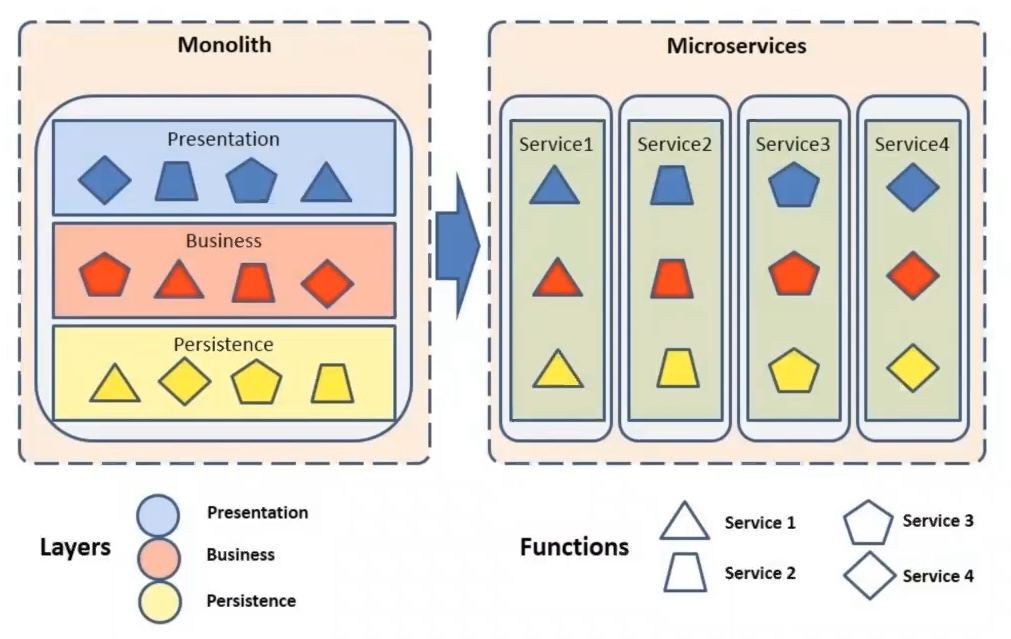 Monolith
Presentation
Business
Persistence
Microservices
Service1
Service2
Service3
Service4
Layers
Presentation
Business
Persistence
Functions
Service 1
Service 2
Service 3
Service 4